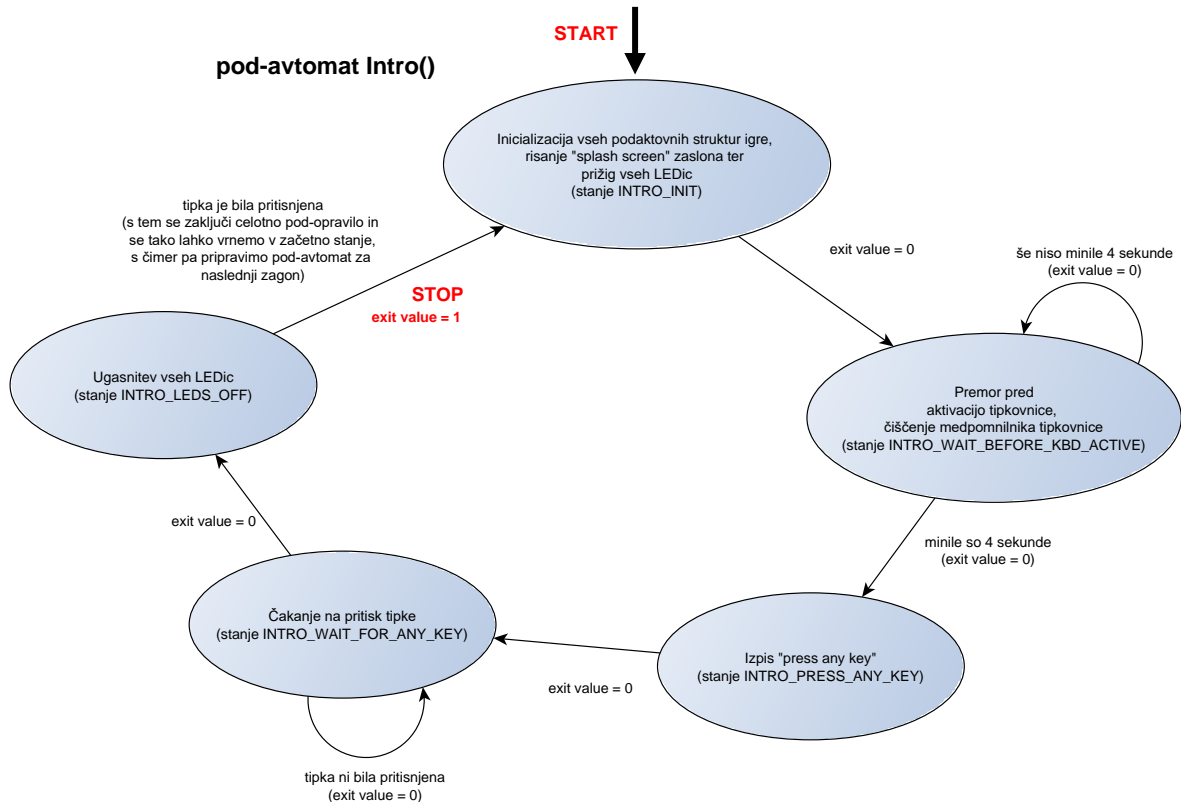 START
pod-avtomat Intro()
Inicializacija vseh podaktovnih struktur igre,
risanje "splash screen" zaslona ter
prižig vseh LEDic
(stanje INTRO_INIT)
tipka je bila pritisnjena
(s tem se zaključi celotno pod-opravilo in
se tako lahko vrnemo v začetno stanje,
s čimer pa pripravimo pod-avtomat za
naslednji zagon)
exit value = 0
še niso minile 4 sekunde
(exit value = 0)
STOP
exit value = 1
Ugasnitev vseh LEDic
(stanje INTRO_LEDS_OFF)
Premor pred
aktivacijo tipkovnice,
čiščenje medpomnilnika tipkovnice
(stanje INTRO_WAIT_BEFORE_KBD_ACTIVE)
exit value = 0
minile so 4 sekunde
(exit value = 0)
Čakanje na pritisk tipke
(stanje INTRO_WAIT_FOR_ANY_KEY)
Izpis "press any key"
(stanje INTRO_PRESS_ANY_KEY)
exit value = 0
tipka ni bila pritisnjena
(exit value = 0)